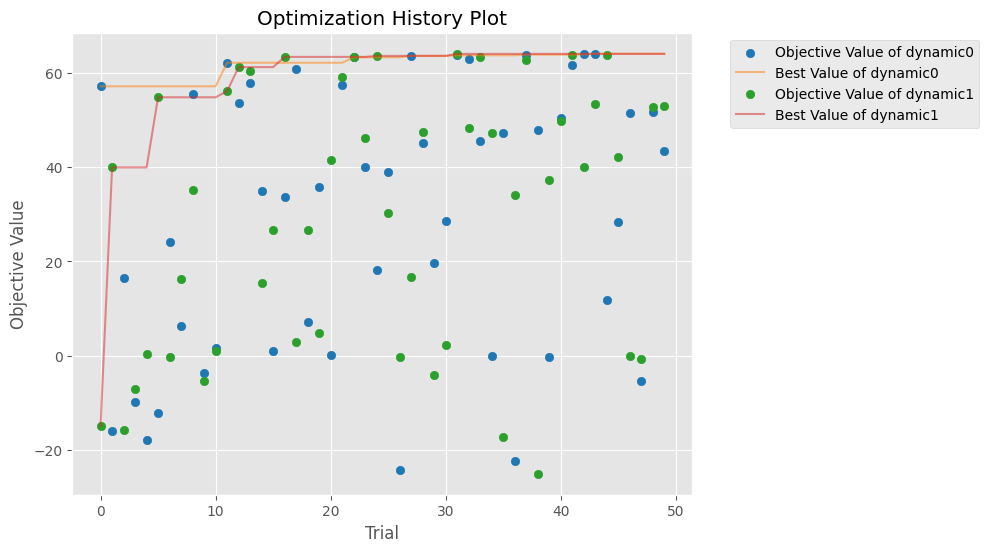 Optimization History Plot
Objective Value of dynamic0
Best Value of dynamic0
Objective Value of dynamic1
Best Value of dynamic1
Objective Value
60
40
20
0
−20
0 10 20 30 40 50
Trial